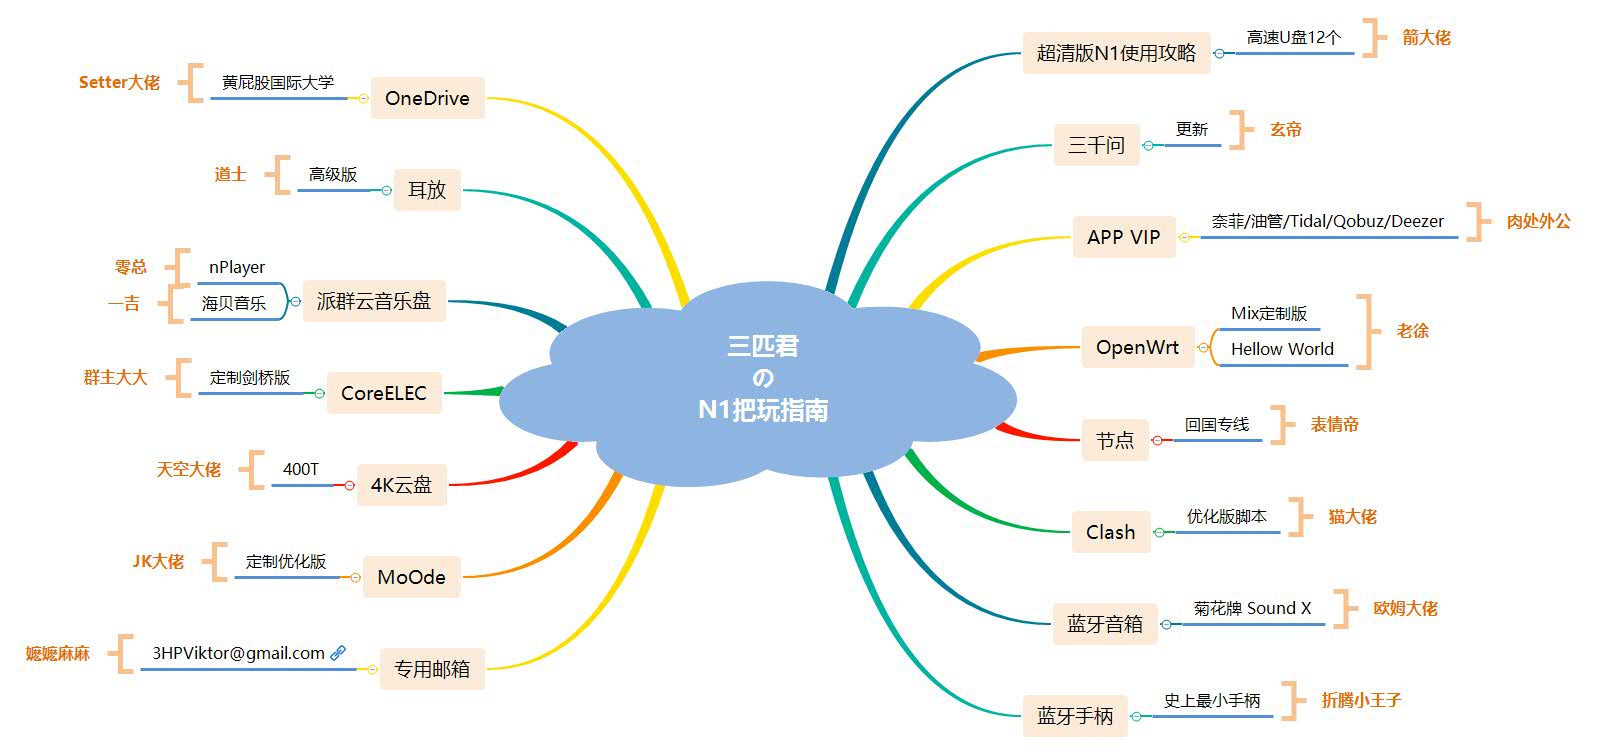 三匹君
の
N1把玩指南
超清版N1使用攻略
高速U盘12个
箭大佬
三千问
更新
玄帝
APP VIP
奈菲/油管/Tidal/Qobuz/Deezer
肉处外公
OpenWrt
Mix定制版
Hellow World
老徐
节点
回国专线
表情帝
Clash
优化版脚本
猫大佬
蓝牙音箱
菊花牌 Sound X
欧姆大佬
蓝牙手柄
史上最小手柄
折腾小王子
OneDrive
黄屁股国际大学
Setter大佬
耳放
高级版
道士
派群云音乐盘
nPlayer
零总
海贝音乐
一吉
CoreELEC
定制剑桥版
群主大大
4K云盘
400T
天空大佬
MoOde
定制优化版
JK大佬
专用邮箱
3HPViktor@gmail.com
嬷嬷麻麻